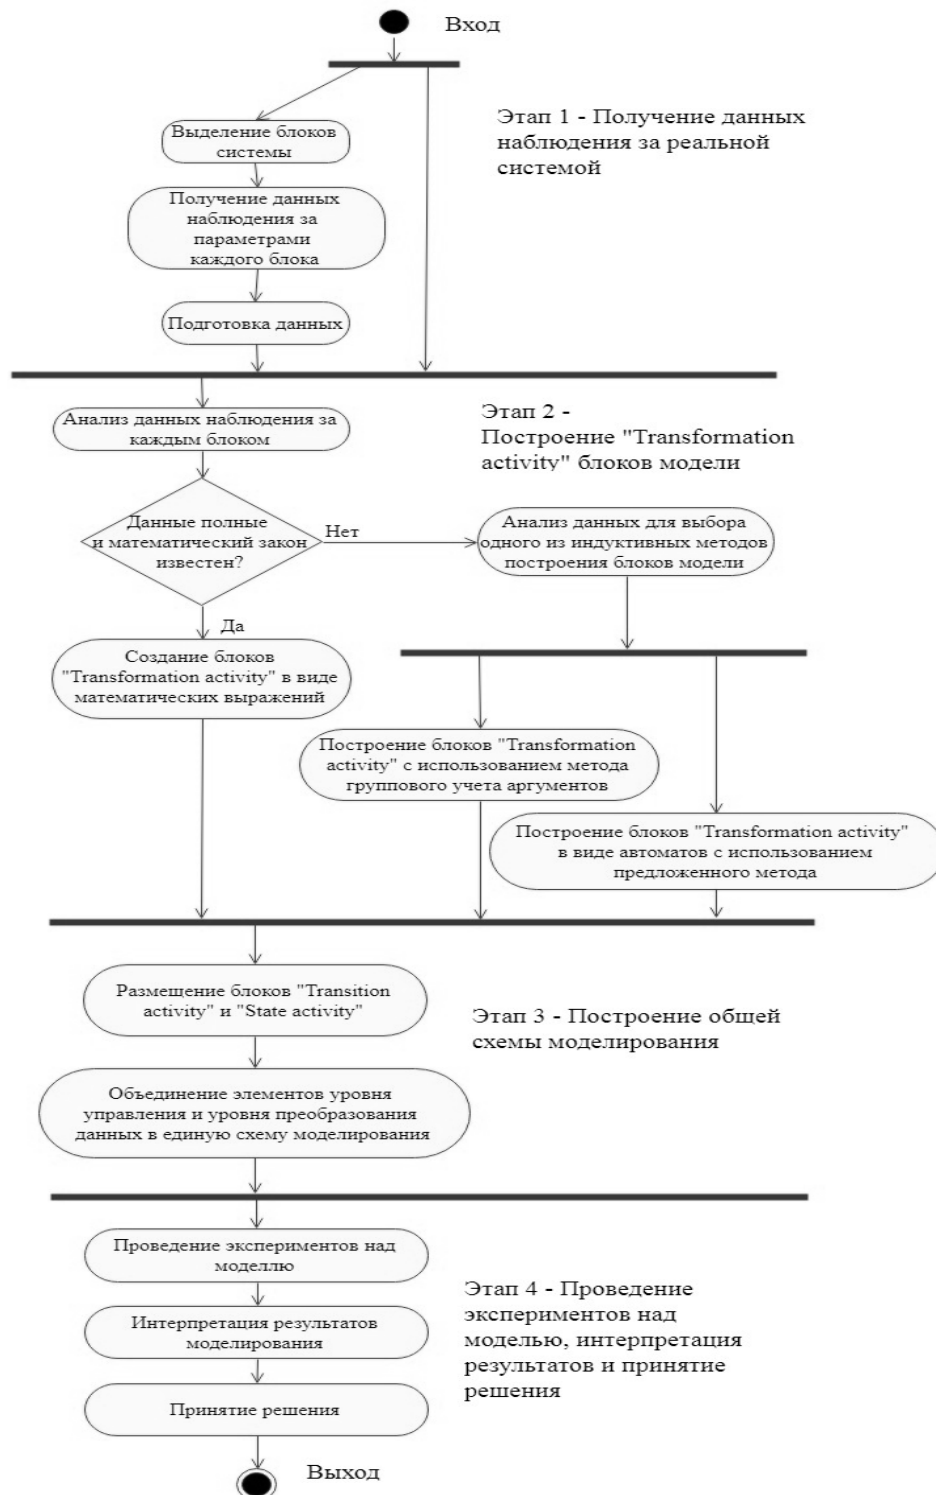 Вход
Этап 1 - Получение данных
наблюдения за реальной
системой
Выделение блоков
системы
Получение данных
наблюдения за
параметрами
каждого блока
Подготовка данных
Этап 2 -
Построение "Transformation
activity" блоков модели
Анализ данных наблюдения за
каждым блоком
Данные полные
и математический закон
известен?
Нет
Анализ данных для выбора
одного из индуктивных методов
построения блоков модели
Да
Создание блоков
"Transformation activity" в виде
математических выражений
Построение блоков "Transformation
activity" с использованием метода
группового учета аргументов
Построение блоков "Transformation activity"
в виде автоматов с использованием
предложенного метода
Размещение блоков "Transition
activity" и "State activity"
Этап 3 - Построение общей
схемы моделирования
Объединение элементов уровня
управления и уровня преобразования
данных в единую схему моделирования
Проведение экспериментов над
моделлю
Этап 4 - Проведение
экспериментов над
моделью, интерпретация
результатов и принятие
решения
Интерпретация результатов
моделирования
Принятие решения
Выход